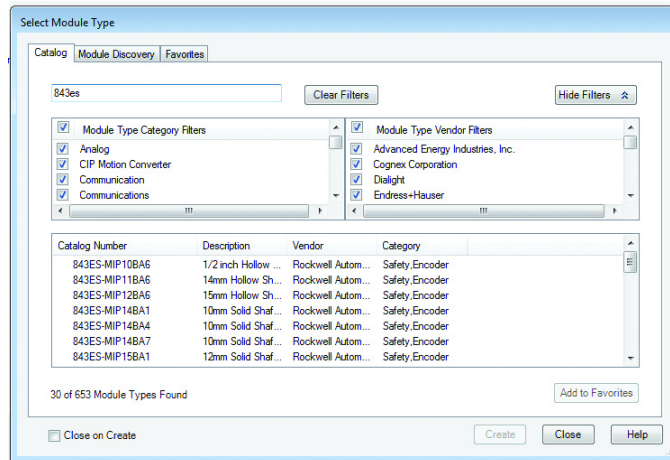 Select Module Type
Catalog Module Discovery Favorites
843es Clear Filters Hide Filters
Module Type Category Filters Module Type Vendor Filters
Analog Advanced Energy Industries, Inc.
CIP Motion Converter Cognex Corporation
Communication Dialight
Communications Endress+Hauser
Catalog Number Description Vendor Category
843ES-MIP10BA6 1/2 inch Hollow ... Rockwell Autom... Safety,Encoder
843ES-MIP11BA6 14mm Hollow Sh... Rockwell Autom... Safety,Encoder
843ES-MIP12BA6 15mm Hollow Sh... Rockwell Autom... Safety,Encoder
843ES-MIP14BA1 10mm Solid Shaf... Rockwell Autom... Safety,Encoder
843ES-MIP14BA4 10mm Solid Shaf... Rockwell Autom... Safety,Encoder
843ES-MIP14BA7 10mm Solid Shaf... Rockwell Autom... Safety,Encoder
843ES-MIP15BA1 12mm Solid Shaf... Rockwell Autom... Safety,Encoder
30 of 653 Module Types Found Add to Favorites
Close on Create Create Close Help